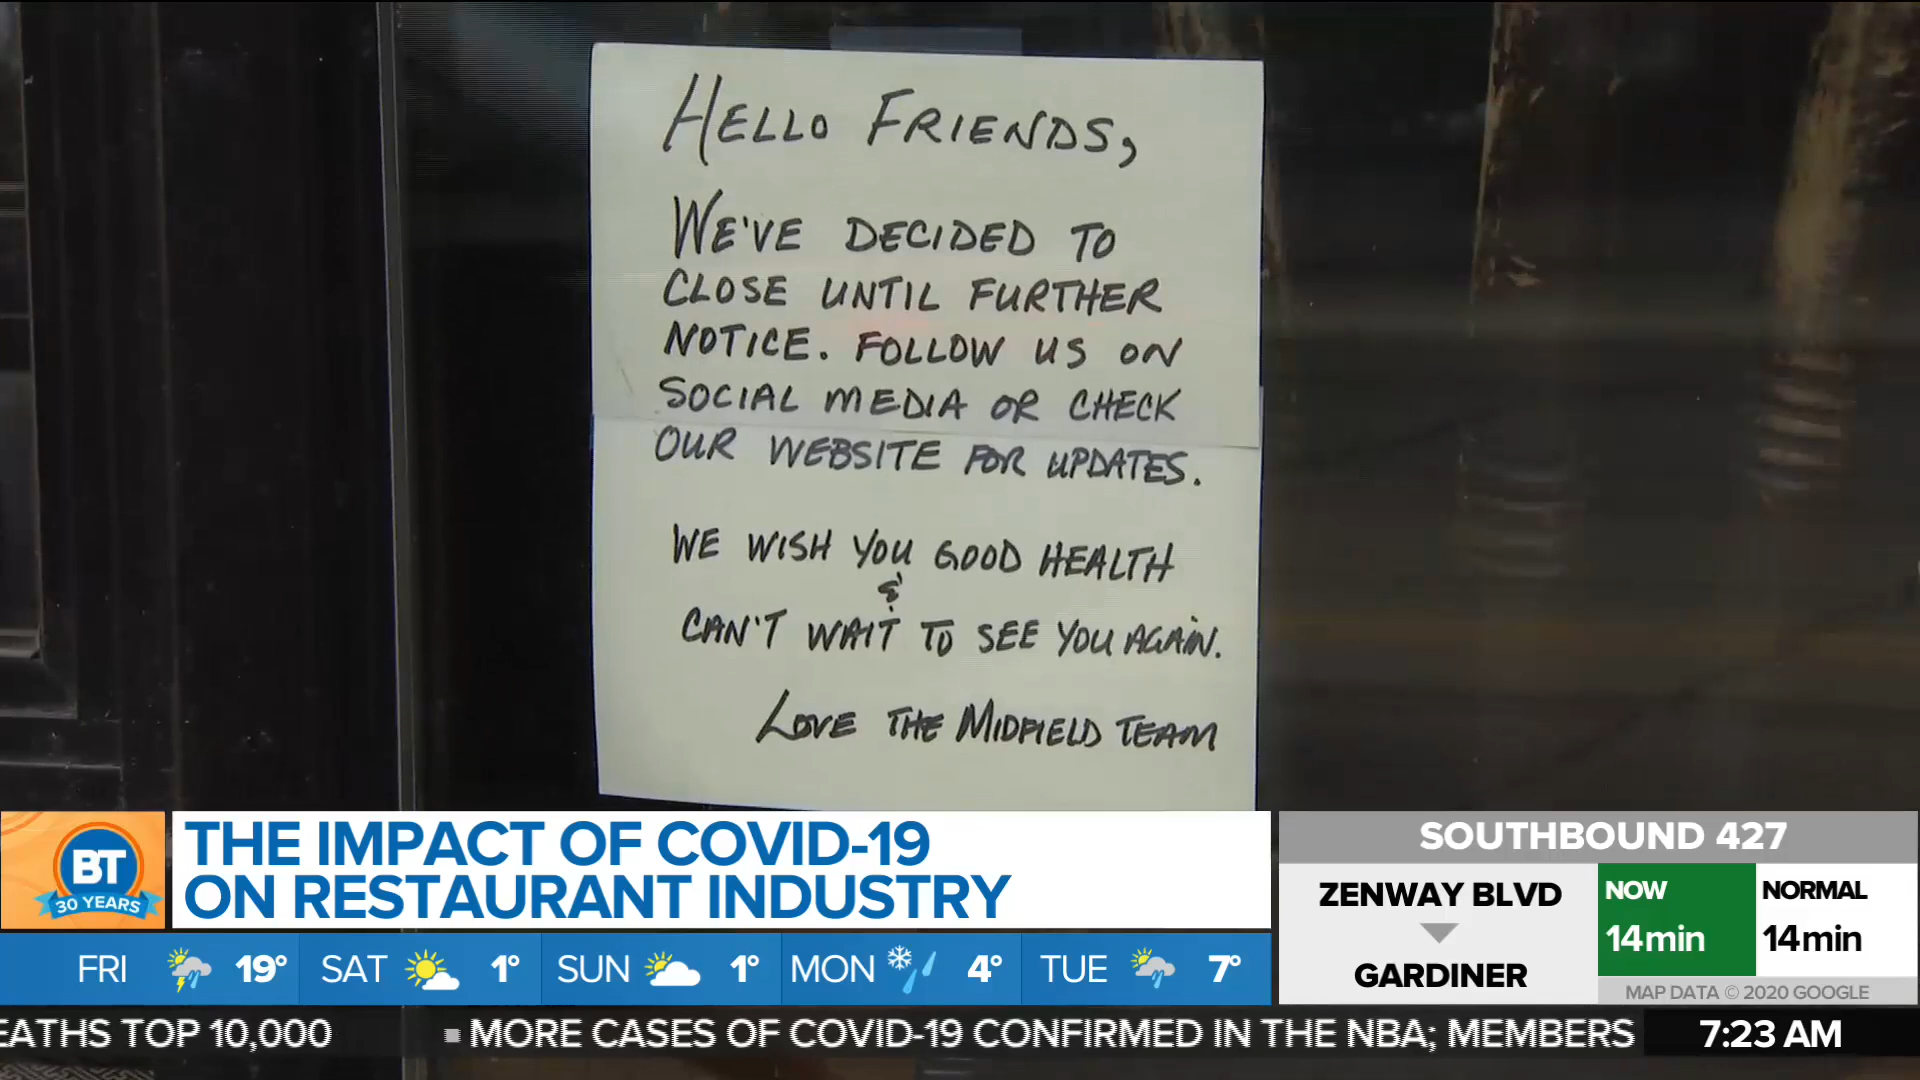 HELLO FRIENDS,
WE'VE DECIDED TO
CLOSE UNTIL FURTHER
NOTICE. FOLLOW US ON
SOCIAL MEDIA OR CHECK
OUR WEBSITE FOR UPDATES.
WE WISH YOU GOOD HEALTH
&
CAN'T WAIT TO SEE YOU AGAIN.
LOVE THE MIDFIELD TEAM
BT
30 YEARS
THE IMPACT OF COVID-19
ON RESTAURANT INDUSTRY
SOUTHBOUND 427
ZENWAY BLVD
GARDINER
NOW
14 min
NORMAL
14 min
MAP DATA © 2020 GOOGLE
FRI 19° SAT 1° SUN 1° MON 4° TUE 7°
EATHS TOP 10,000 ■ MORE CASES OF COVID-19 CONFIRMED IN THE NBA; MEMBERS
7:23 AM